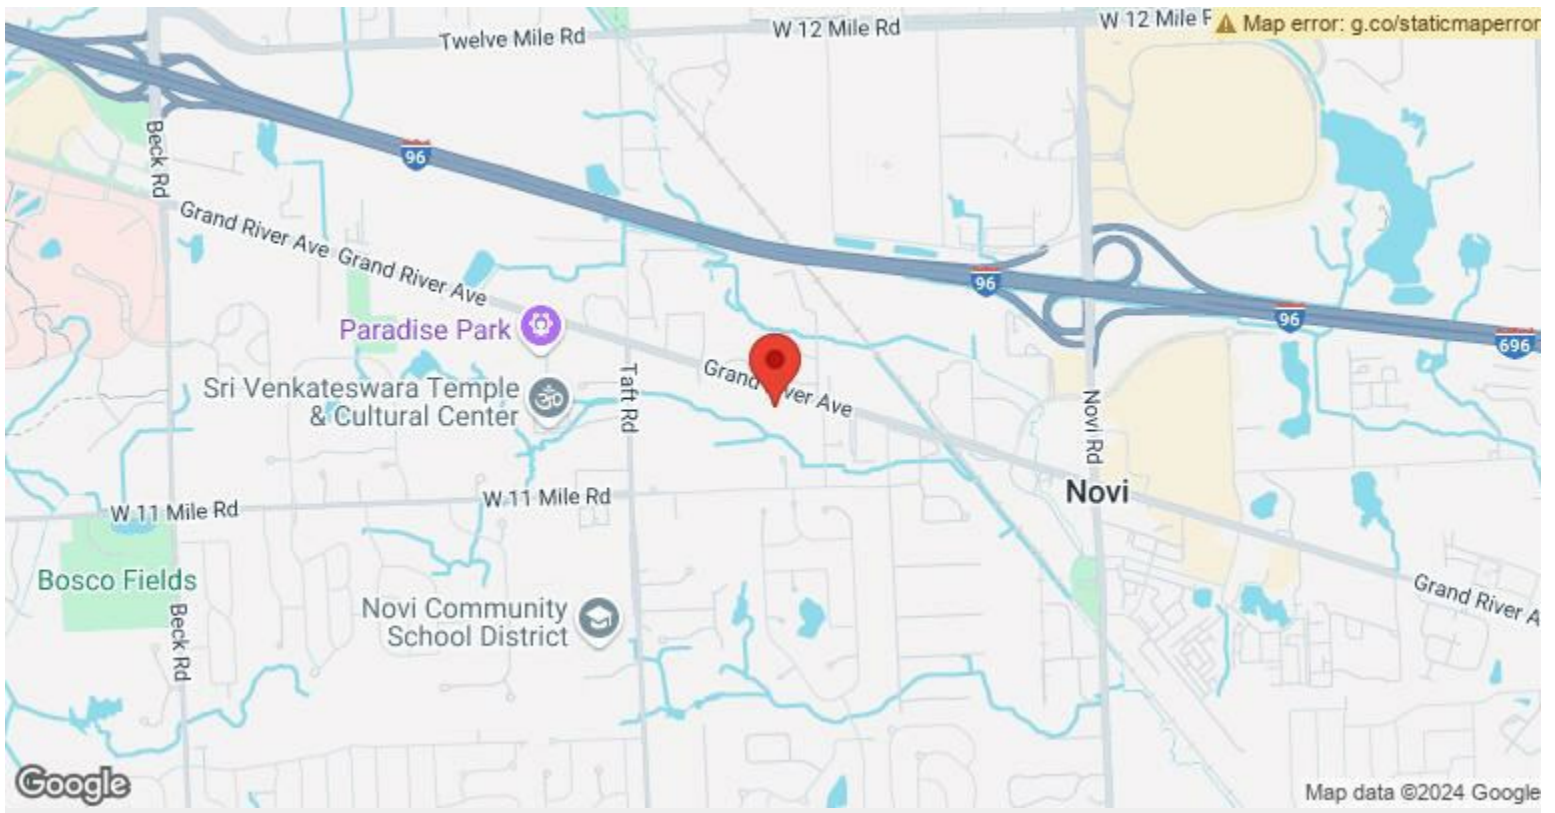 Twelve Mile Rd
W 12 Mile Rd
W 12 Mile R
Map error: g.co/staticmaperror
96
Beck Rd
Grand River Ave
Grand River Ave
96
96
696
Paradise Park
Sri Venkateswara Temple
& Cultural Center
Taft Rd
Grand River Ave
Novi Rd
Novi
W 11 Mile Rd
W 11 Mile Rd
Bosco Fields
Beck Rd
Novi Community
School District
Grand River A
Google
Map data ©2024 Google